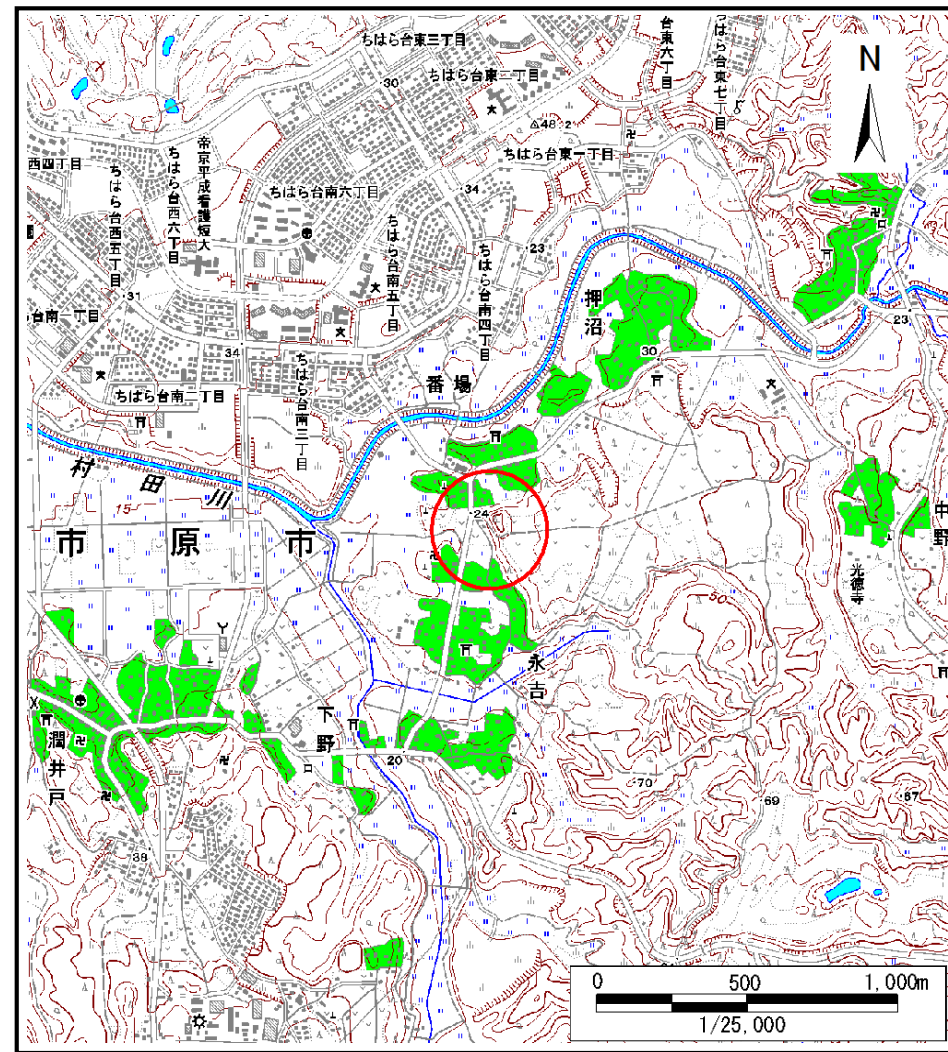 ちはら台東三丁目
ちはら台東二丁目
台東六丁目
ちはら台東七丁目
N
30
48.2
ちはら台東一丁目
西四丁目
ちはら台西五丁目
ちはら台西六丁目
帝京平成看護短大
ちはら台南六丁目
34
ちはら台南五丁目
ちはら台南四丁目
23
31
台南一丁目
34
ちはら台南二丁目
ちはら台南三丁目
番場
押沼
30
23
村田川
15
市原市
24
中野
光徳寺
50
永吉
下野
潤井戸
20
70
69
67
38
0 500 1,000m
1/25,000